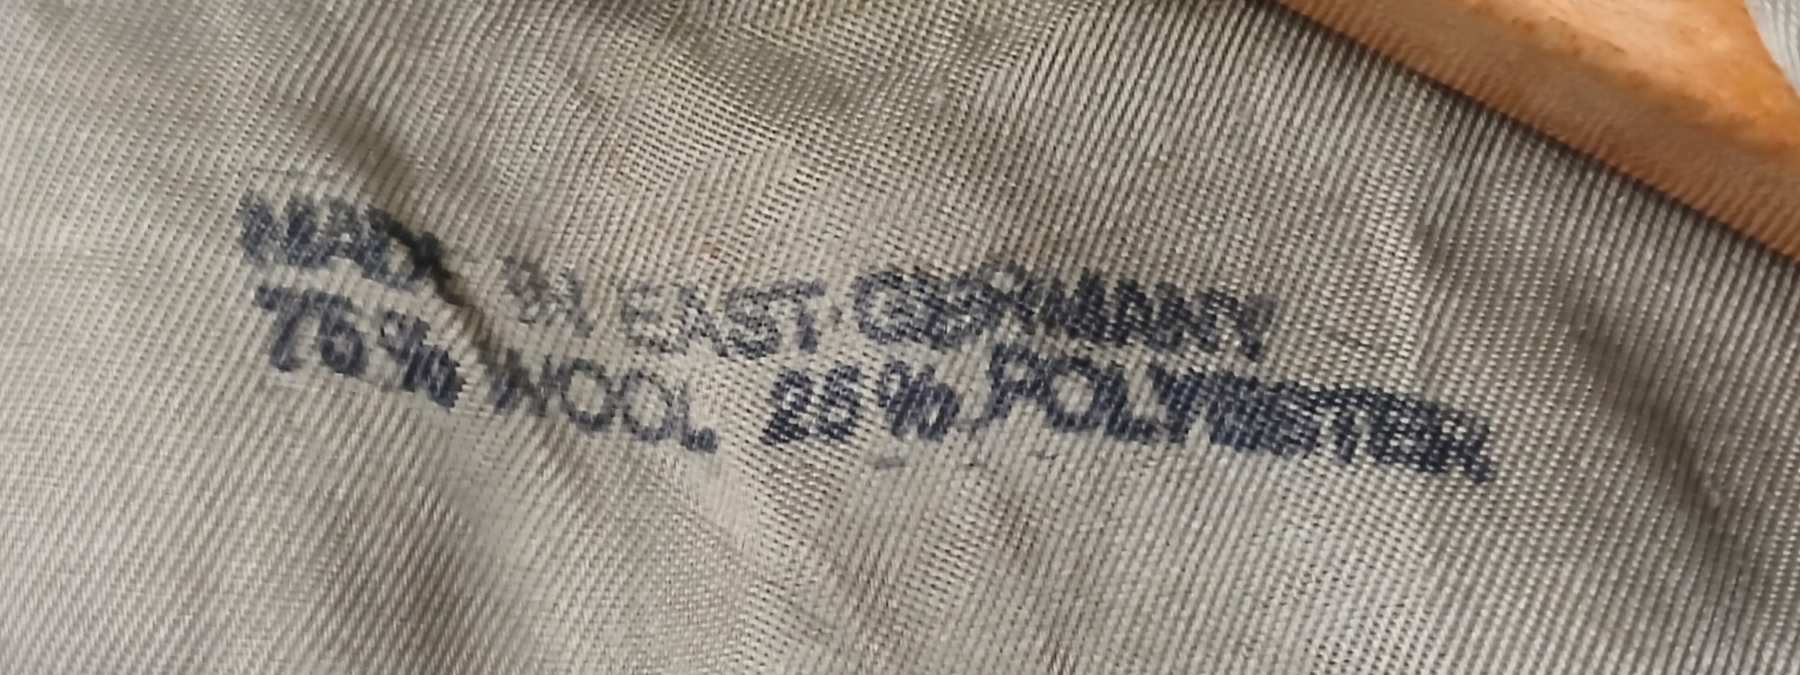 MADE IN EAST GERMANY
75% WOOL 25% POLYESTER